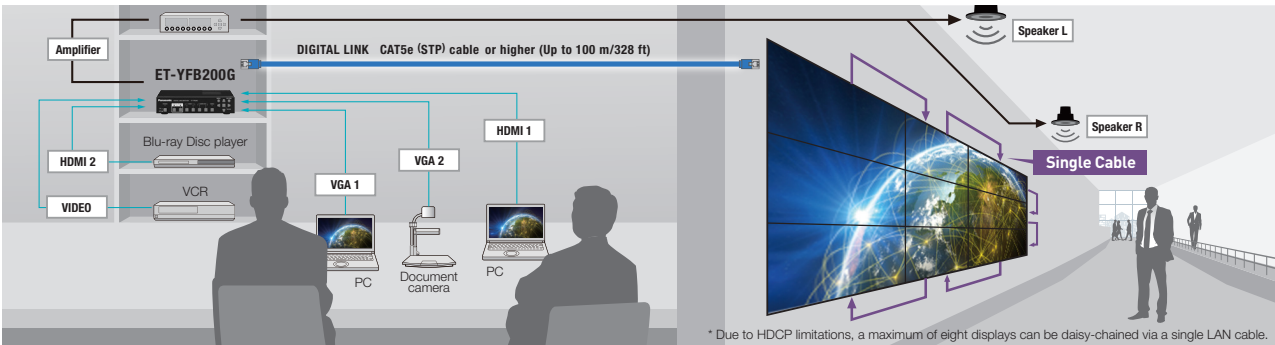 Amplifier
ET-YFB200G
DIGITAL LINK CAT5e (STP) cable or higher (Up to 100 m/328 ft)
Speaker L
Speaker R
Single Cable
Panasonic
Blu-ray Disc player
HDMI 2
VCR
VIDEO
VGA 1
VGA 2
HDMI 1
PC
Document
camera
PC
* Due to HDCP limitations, a maximum of eight displays can be daisy-chained via a single LAN cable.